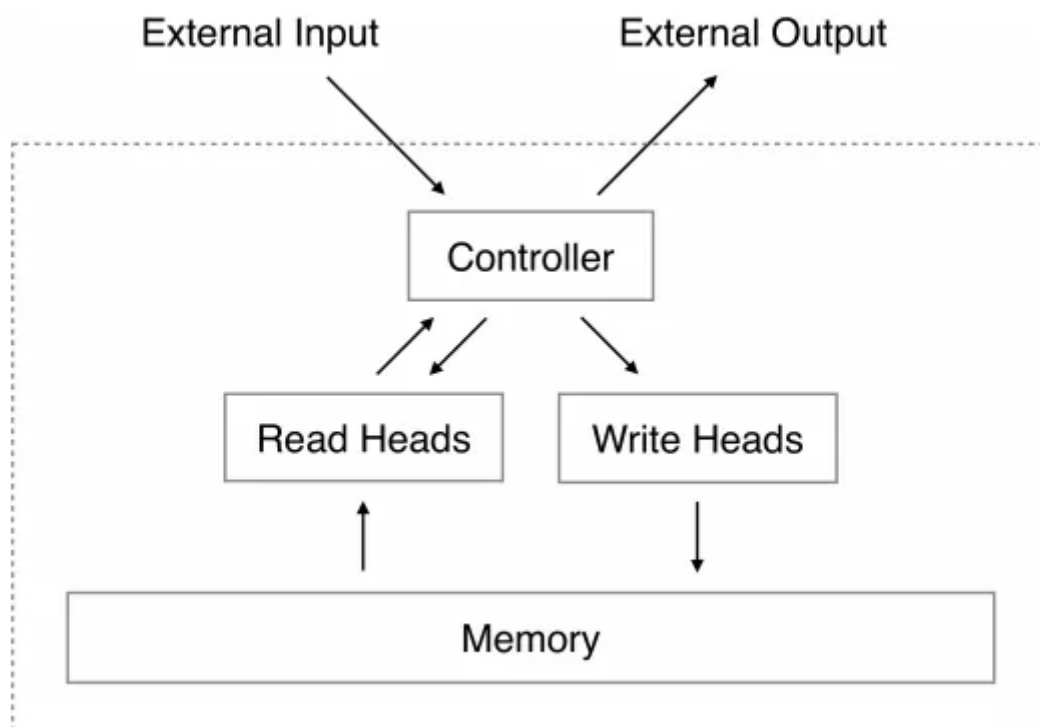 External Input
External Output
Controller
Read Heads
Write Heads
Memory